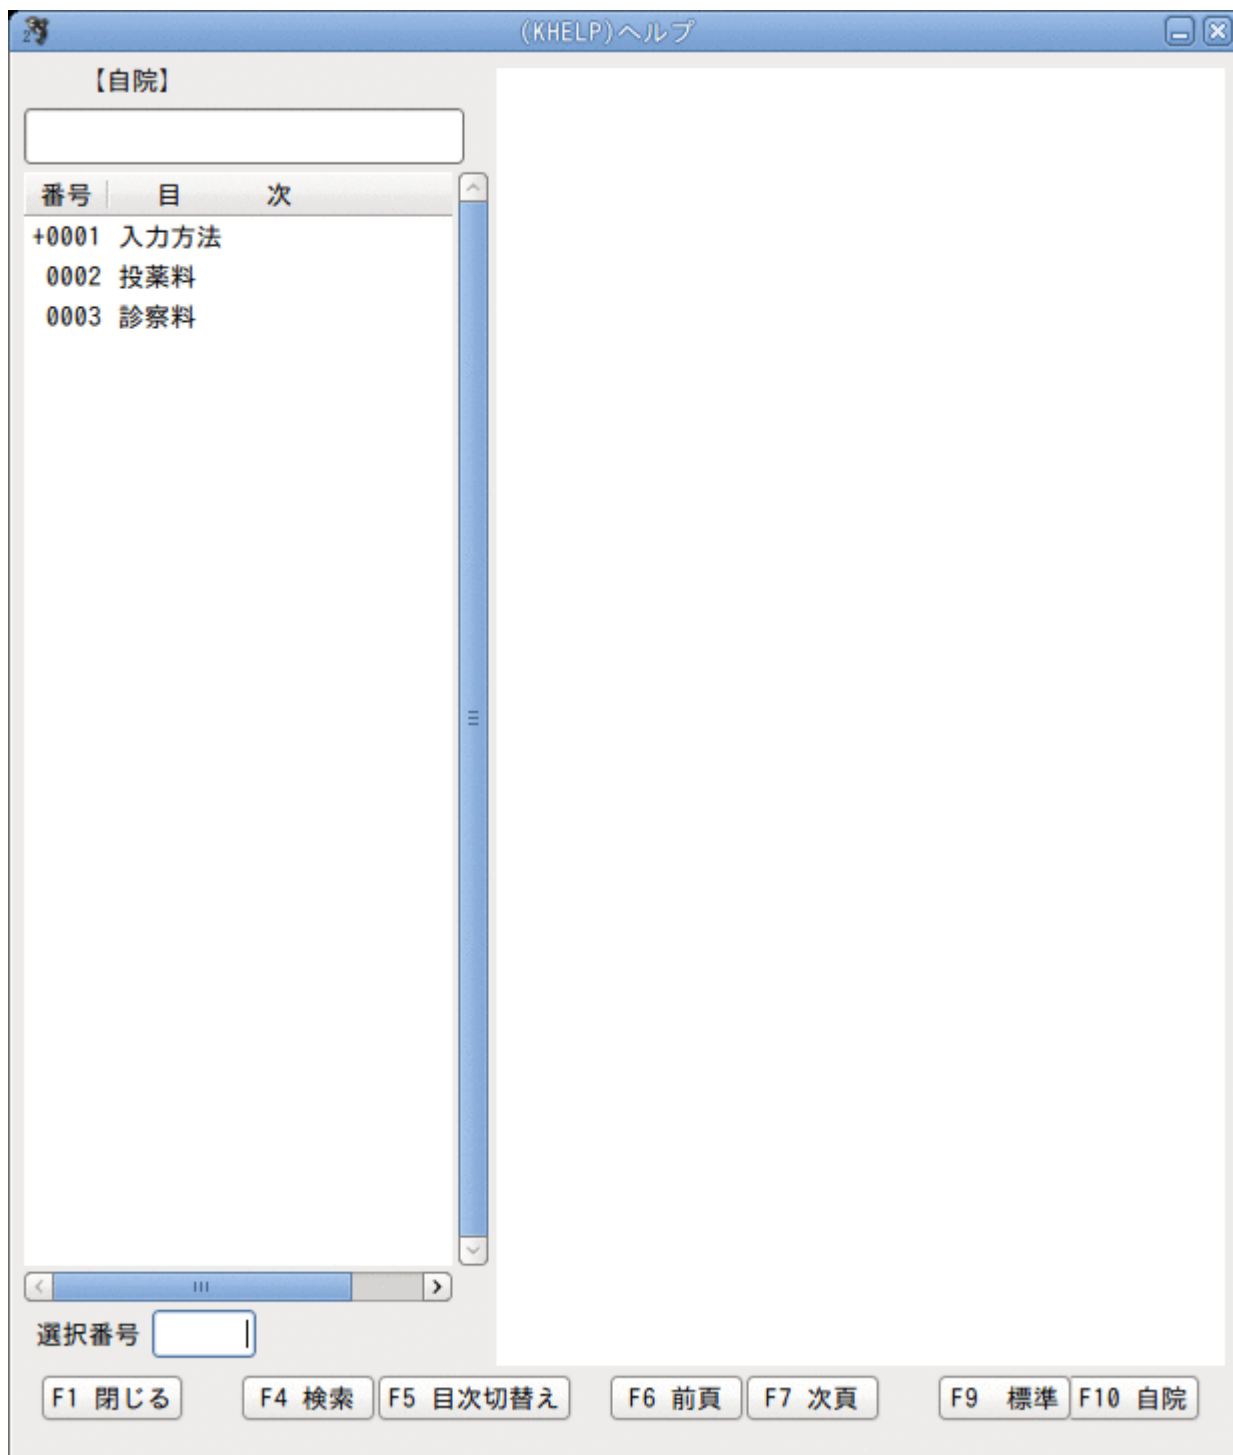 (KHELP)ヘルプ
【自院】
番号 目 次
+0001 入力方法
0002 投薬料
0003 診察料
選択番号
F1 閉じる F4 検索 F5 目次切替え F6 前頁 F7 次頁 F9 標準 F10 自院